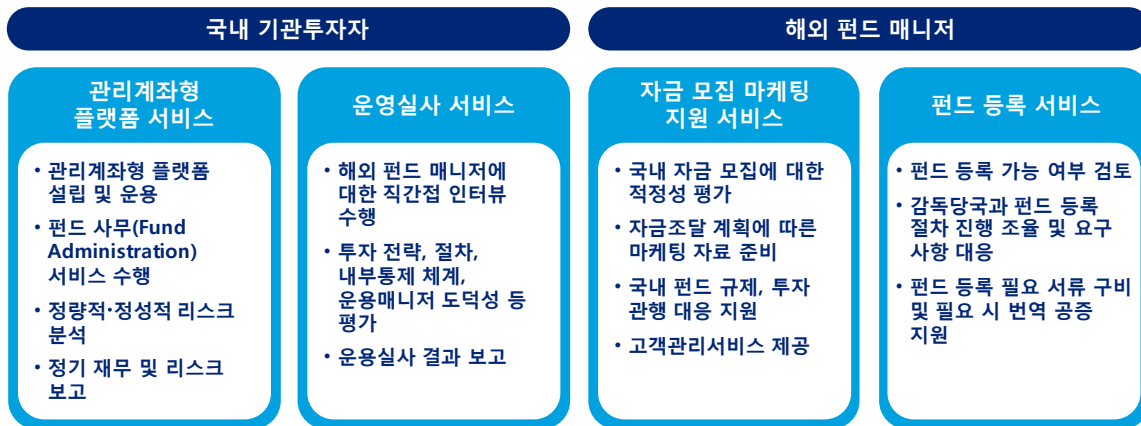 국내 기관투자자
해외 펀드 매니저
관리계좌형
플랫폼 서비스
• 관리계좌형 플랫폼
설립 및 운용
• 펀드 사무(Fund
Administration)
서비스 수행
• 정량적·정성적 리스크
분석
• 정기 재무 및 리스크
보고
운영실사 서비스
• 해외 펀드 매니저에
대한 직간접 인터뷰
수행
• 투자 전략, 절차,
내부통제 체계,
운용매니저 도덕성 등
평가
• 운용실사 결과 보고
자금 모집 마케팅
지원 서비스
• 국내 자금 모집에 대한
적정성 평가
• 자금조달 계획에 따른
마케팅 자료 준비
• 국내 펀드 규제, 투자
관행 대응 지원
• 고객관리서비스 제공
펀드 등록 서비스
• 펀드 등록 가능 여부 검토
• 감독당국과 펀드 등록
절차 진행 조율 및 요구
사항 대응
• 펀드 등록 필요 서류 구비
및 필요 시 번역 공증
지원